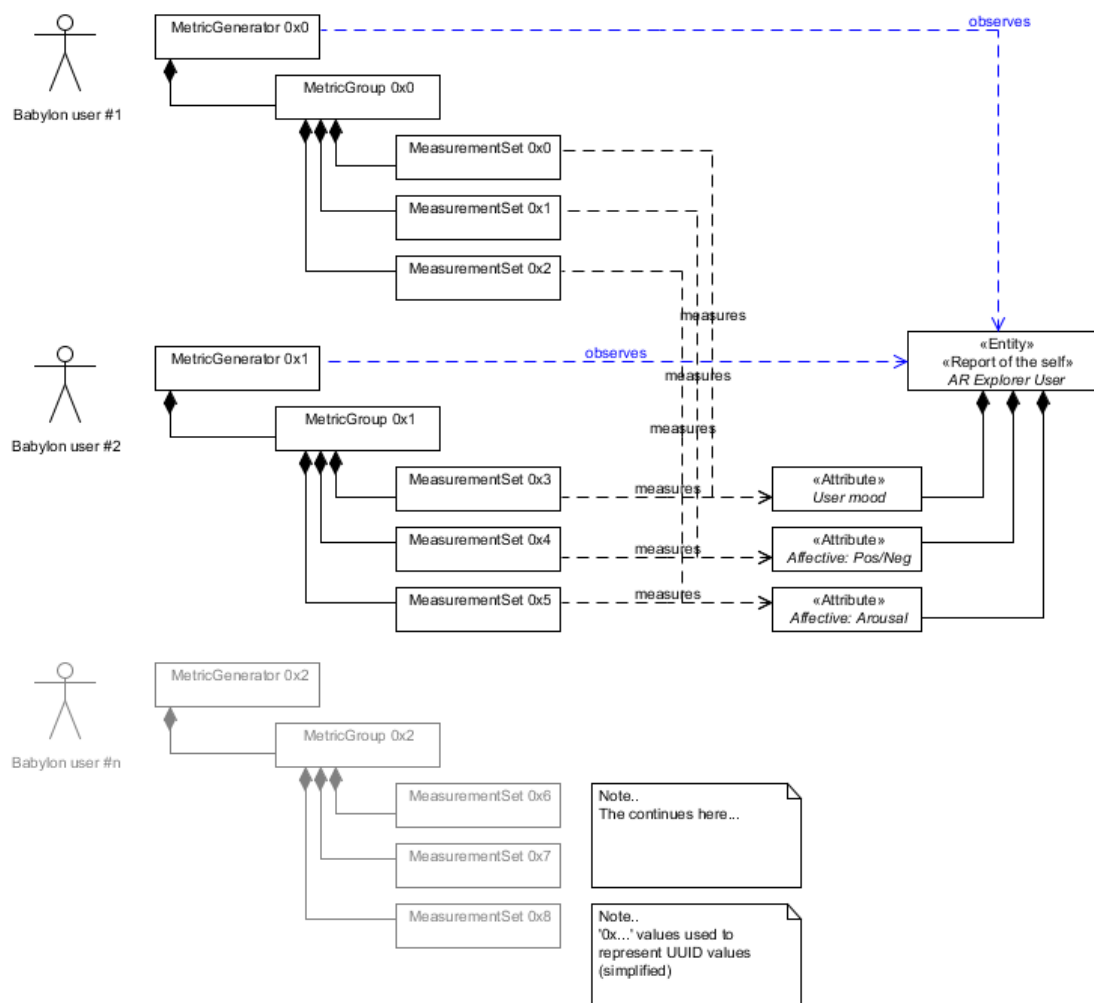 MetricGenerator 0x0
observes
Babylon user #1
MetricGroup 0x0
MeasurementSet 0x0
MeasurementSet 0x1
MeasurementSet 0x2
measures
MetricGenerator 0x1
observes
«Entity»
«Report of the self»
AR Explorer User
measures
Babylon user #2
MetricGroup 0x1
measures
MeasurementSet 0x3
measures
«Attribute»
User mood
MeasurementSet 0x4
measures
«Attribute»
Affective: Pos/Neg
MeasurementSet 0x5
measures
«Attribute»
Affective: Arousal
MetricGenerator 0x2
Babylon user #n
MetricGroup 0x2
MeasurementSet 0x6
Note..
The continues here...
MeasurementSet 0x7
MeasurementSet 0x8
Note..
'0x...' values used to
represent UUID values
(simplified)